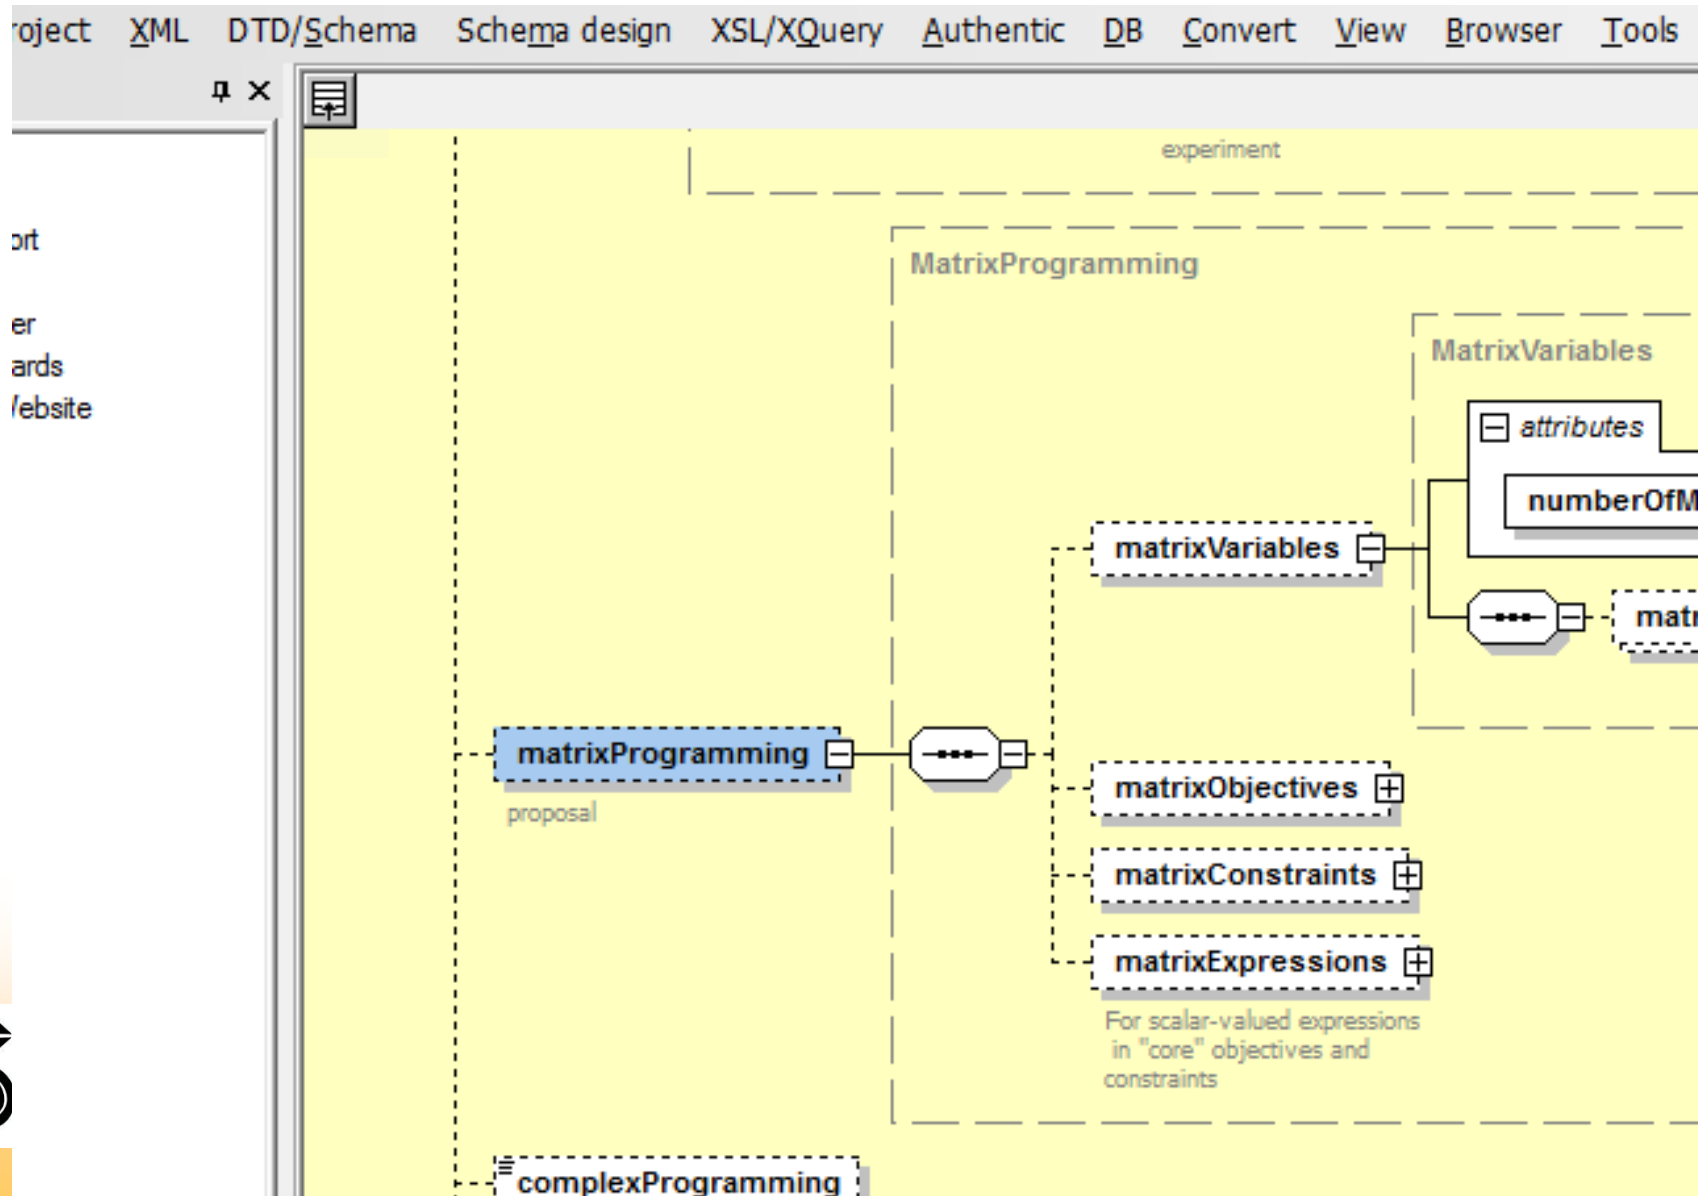 XML DTD/Schema Schema design XSL/XQuery Authentic DB Convert View Browser Tools
experiment
MatrixProgramming
MatrixVariables
attributes
matrixVariables
matrixProgramming
proposal
matrixObjectives
matrixConstraints
matrixExpressions
For scalar-valued expressions
in "core" objectives and
constraints
complexProgramming